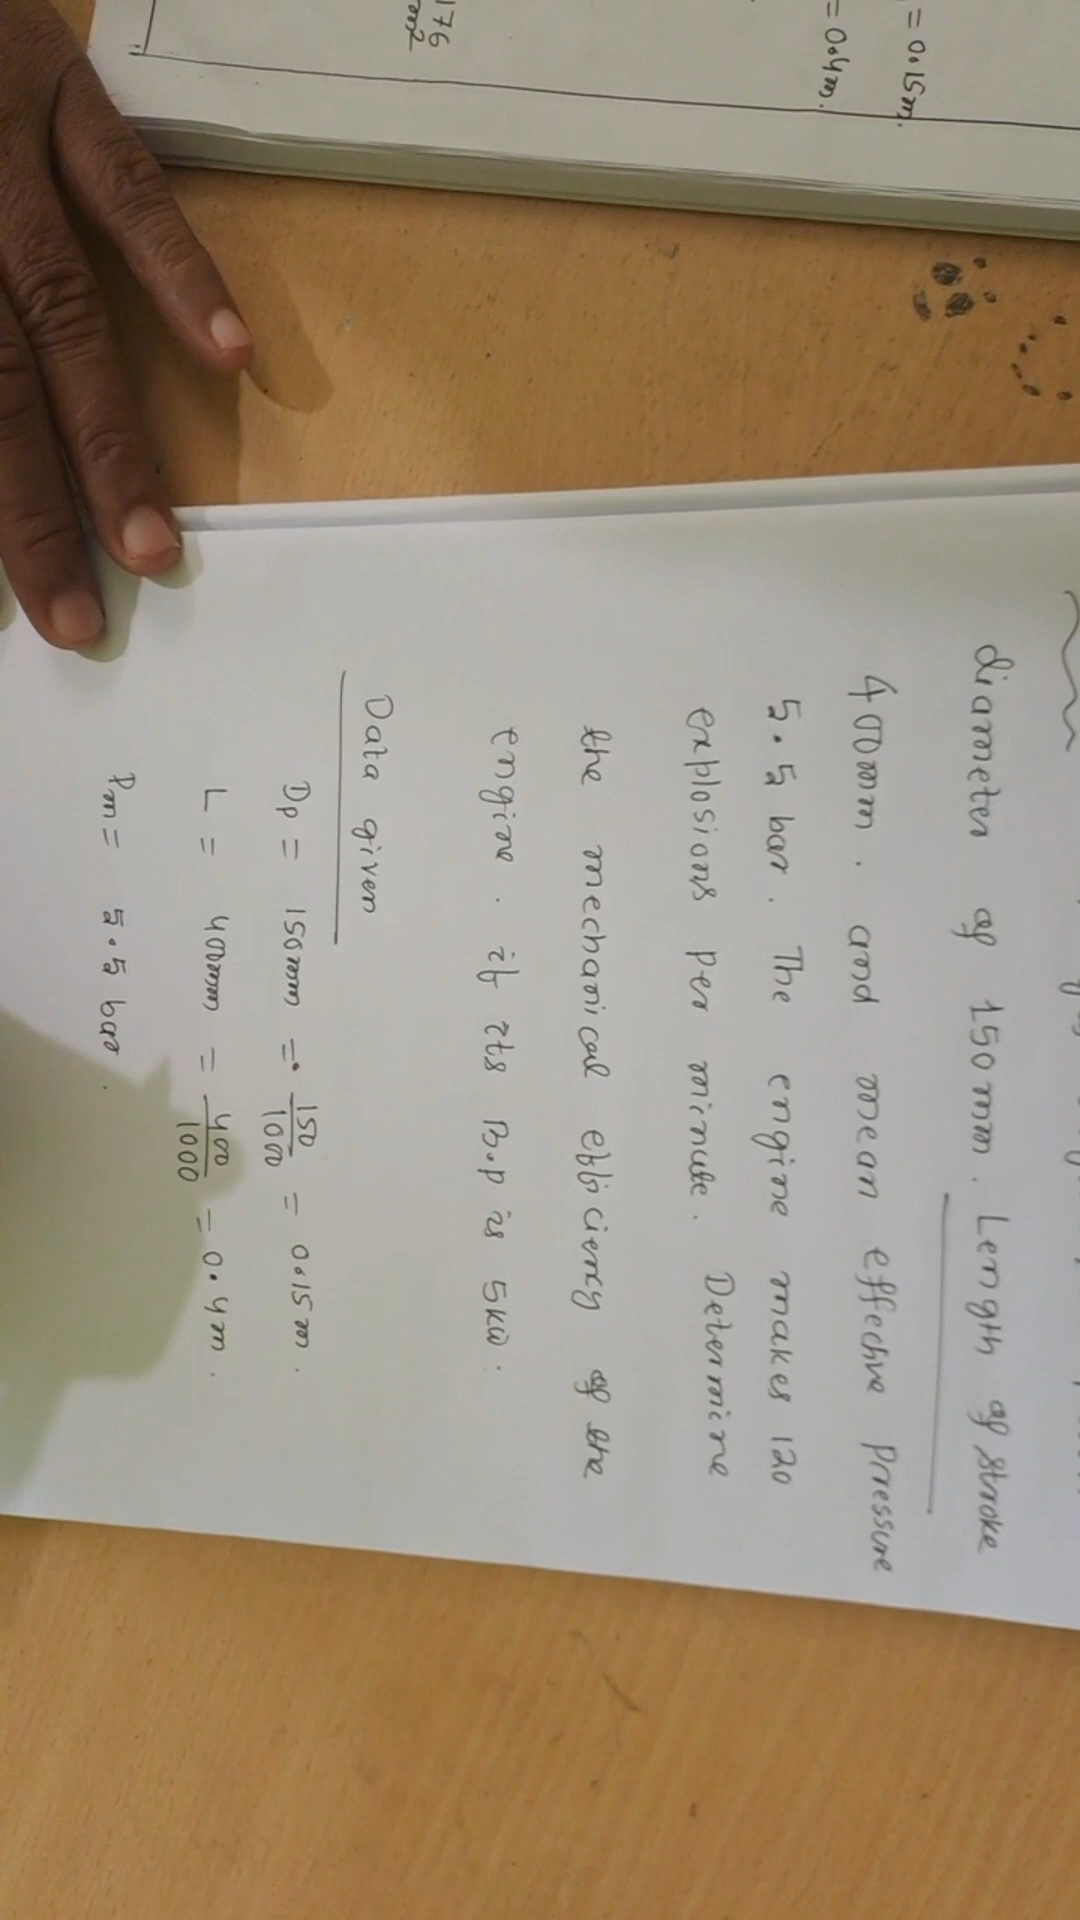 = 0.15m.
= 0.4m.
176
diameter of 150mm. Length of stroke
400mm. and mean effective Pressure
5.5 bar. The engine makes 120
explosions per minute. Determine
the mechanical efficiency of the
engine. if its B.P is 5kw.
Data given
Dp = 150mm = 150/1000 = 0.15m.
L = 400mm = 400/1000 = 0.4m.
Pm = 5.5 bar.